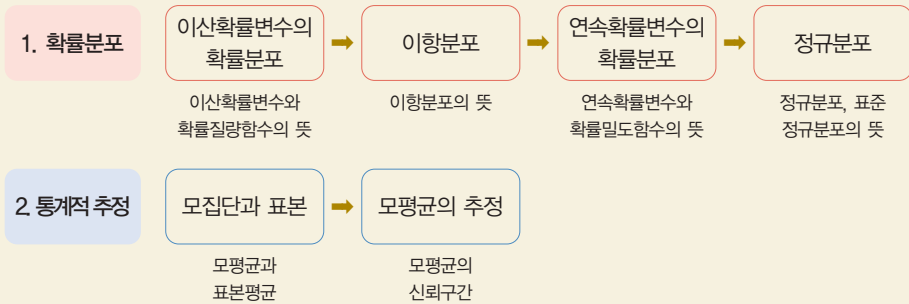 1. 확률분포
이산확률변수의
확률분포
이항분포
연속확률변수의
확률분포
정규분포
이산확률변수와
확률질량함수의 뜻
이항분포의 뜻
연속확률변수와
확률밀도함수의 뜻
정규분포, 표준
정규분포의 뜻
2. 통계적 추정
모집단과 표본
모평균의 추정
모평균과
표본평균
모평균의
신뢰구간